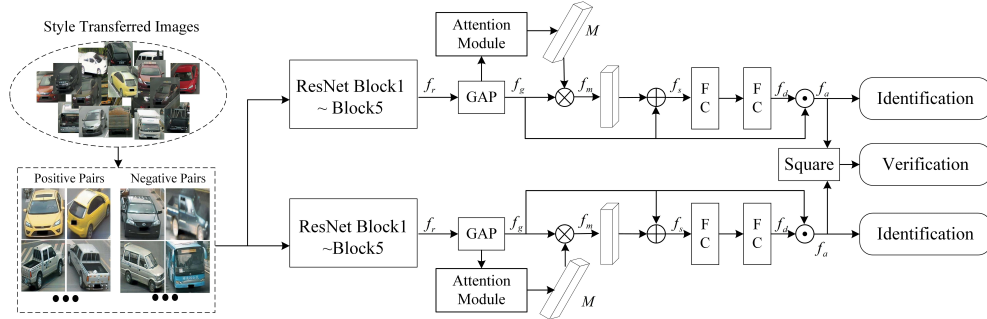 Style Transferred Images
Positive Pairs
Negative Pairs
ResNet Block1
~ Block5
f_r
GAP
Attention
Module
M
f_g
f_m
f_s
F
C
F
C
f_d
f_a
Identification
Square
Verification
ResNet Block1
~Block5
f_r
GAP
Attention
Module
M
f_g
f_m
f_s
F
C
F
C
f_d
f_a
Identification